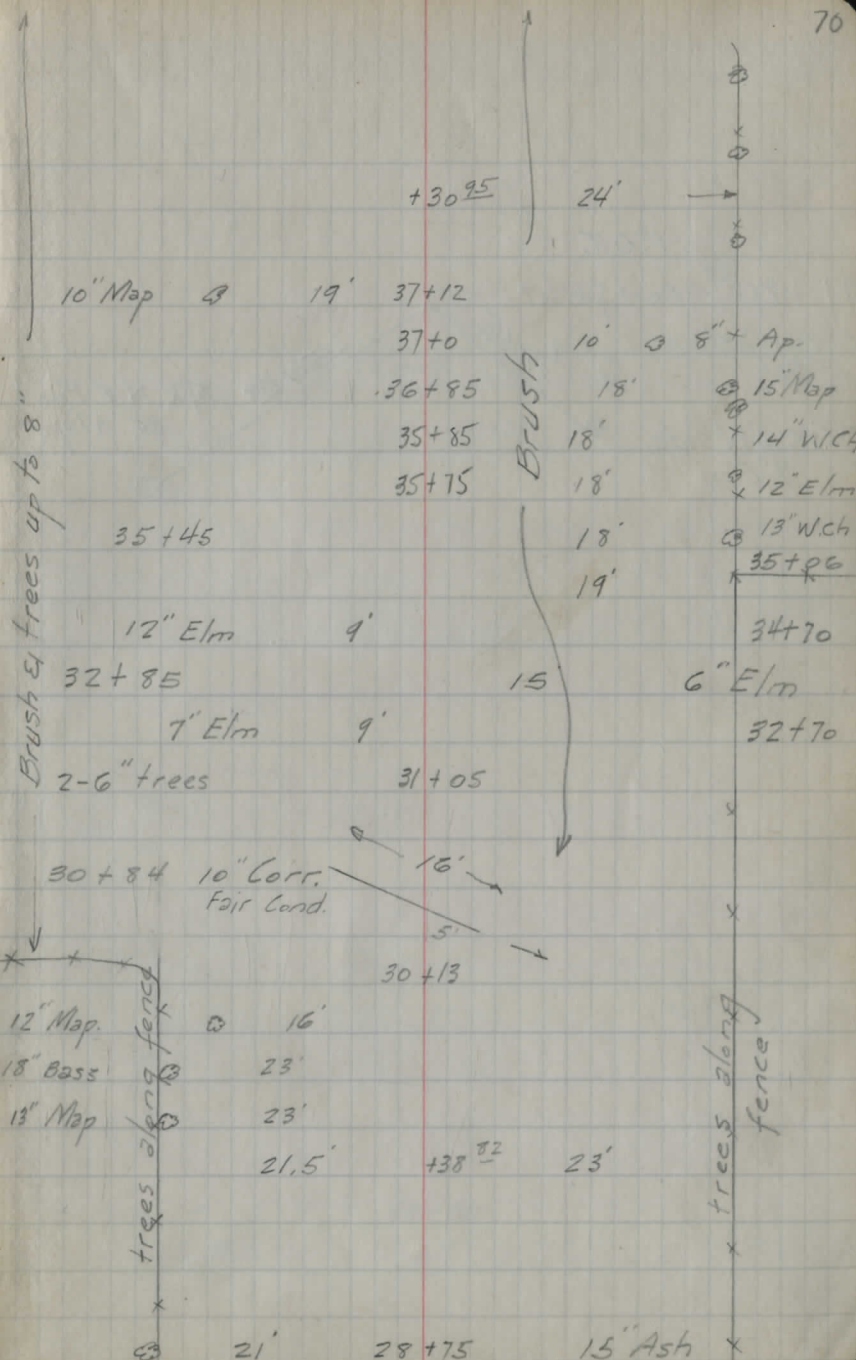 70
+30 95 24'
10" Map 19' 37+12
37+0 10' 8" Ap.
36+85 18' 15" Map
35+85 18' 14" W.Ch
35+75 18' 12" Elm
35+45 18' 13" W.ch
19' 35+06
12" Elm 9' 34+70
32+85 15 6" Elm
7" Elm 9' 32+70
2-6" trees 31+05
30+84 10" Corr. 16'
Fair Cond.
5'
30+13
12" Map. 16'
18" Bass 23'
13" Map 23'
21.5' +38 82 23'
21' 28+75 15" Ash
Brush & trees up to 8"
Brush
trees along fence
trees along
fence